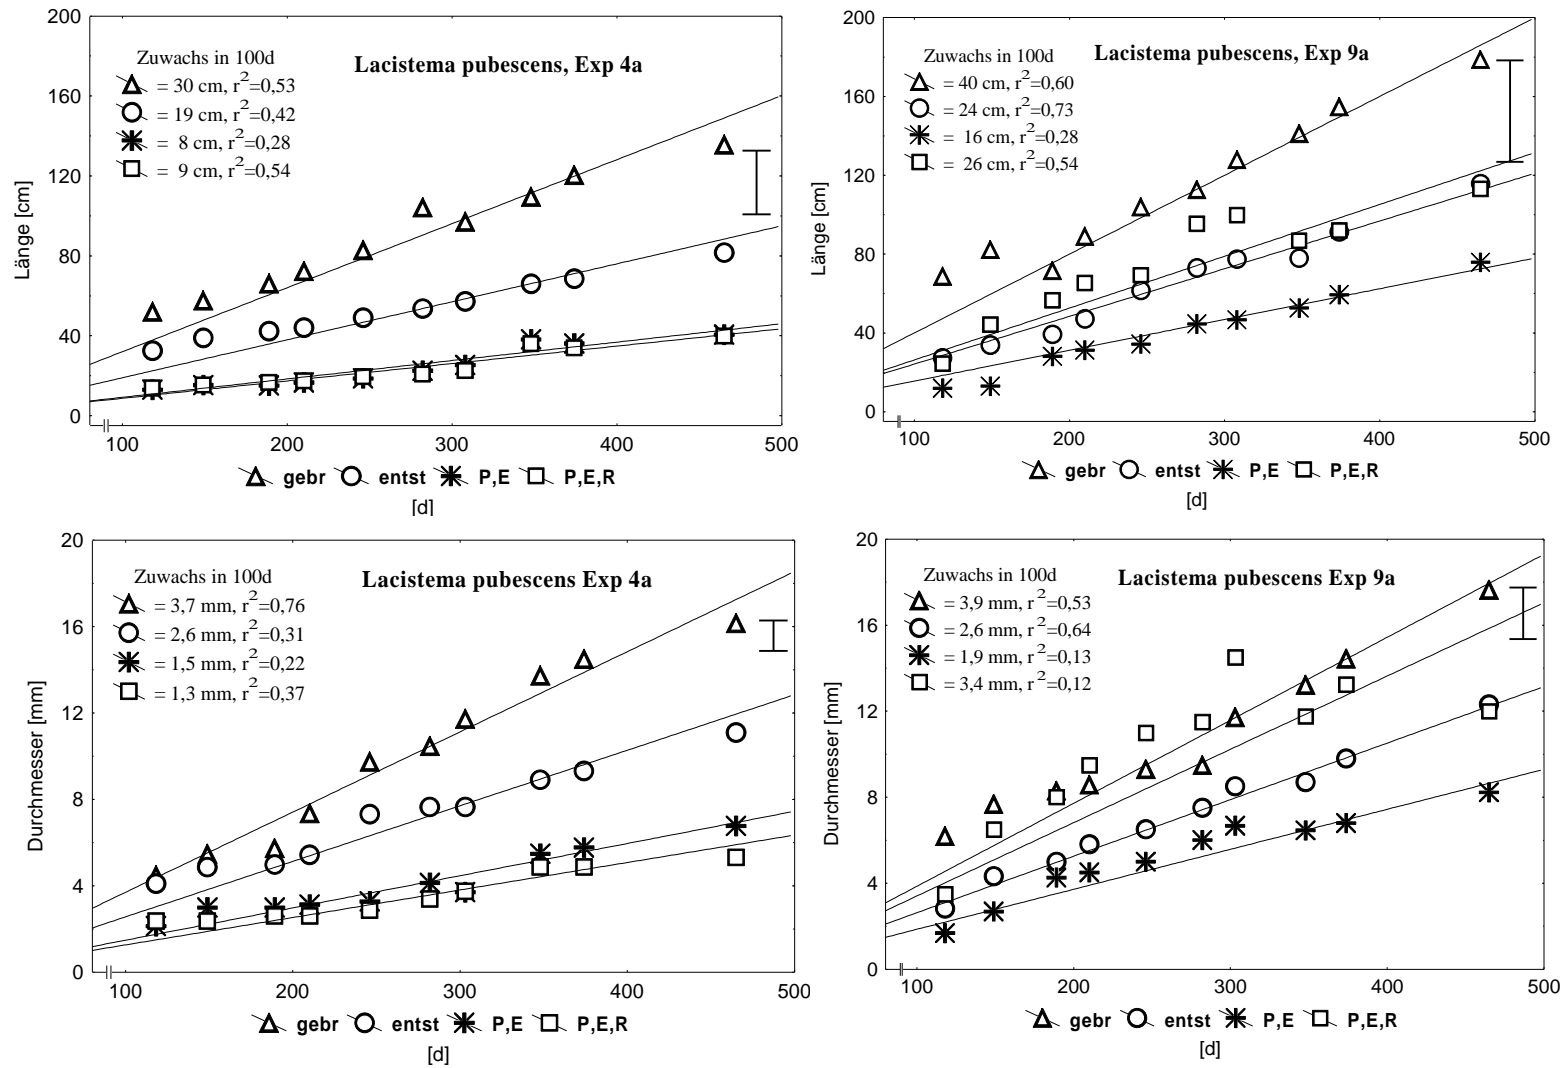 Lacistema pubescens, Exp 4a
Zuwachs in 100d
= 30 cm, r²=0,53
= 19 cm, r²=0,42
= 8 cm, r²=0,28
= 9 cm, r²=0,54
Länge [cm]
200
160
120
80
40
0
100 200 300 400 500
gebr entst P,E P,E,R
[d]
Lacistema pubescens, Exp 9a
Zuwachs in 100d
= 40 cm, r²=0,60
= 24 cm, r²=0,73
= 16 cm, r²=0,28
= 26 cm, r²=0,54
Länge [cm]
200
160
120
80
40
0
100 200 300 400 500
gebr entst P,E P,E,R
[d]
Lacistema pubescens Exp 4a
Zuwachs in 100d
= 3,7 mm, r²=0,76
= 2,6 mm, r²=0,31
= 1,5 mm, r²=0,22
= 1,3 mm, r²=0,37
Durchmesser [mm]
20
16
12
8
4
0
100 200 300 400 500
gebr entst P,E P,E,R
[d]
Lacistema pubescens Exp 9a
Zuwachs in 100d
= 3,9 mm, r²=0,53
= 2,6 mm, r²=0,64
= 1,9 mm, r²=0,13
= 3,4 mm, r²=0,12
Durchmesser [mm]
20
16
12
8
4
0
100 200 300 400 500
gebr entst P,E P,E,R
[d]